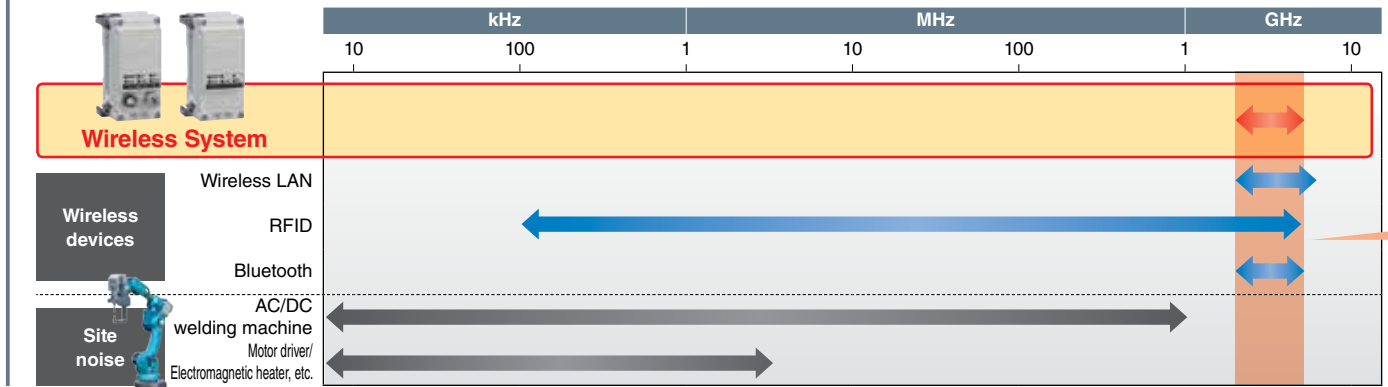 kHz MHz GHz
10 100 1 10 100 1 10
Wireless System
Wireless LAN
Wireless
devices
RFID
Bluetooth
AC/DC
welding machine
Site
noise
Motor driver/
Electromagnetic heater, etc.